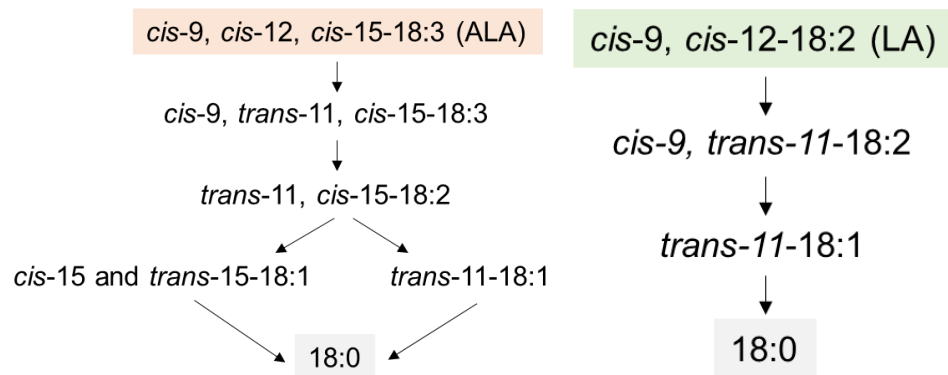 cis-9, cis-12, cis-15-18:3 (ALA)
cis-9, trans-11, cis-15-18:3
trans-11, cis-15-18:2
cis-15 and trans-15-18:1
trans-11-18:1
18:0
cis-9, cis-12-18:2 (LA)
cis-9, trans-11-18:2
trans-11-18:1
18:0